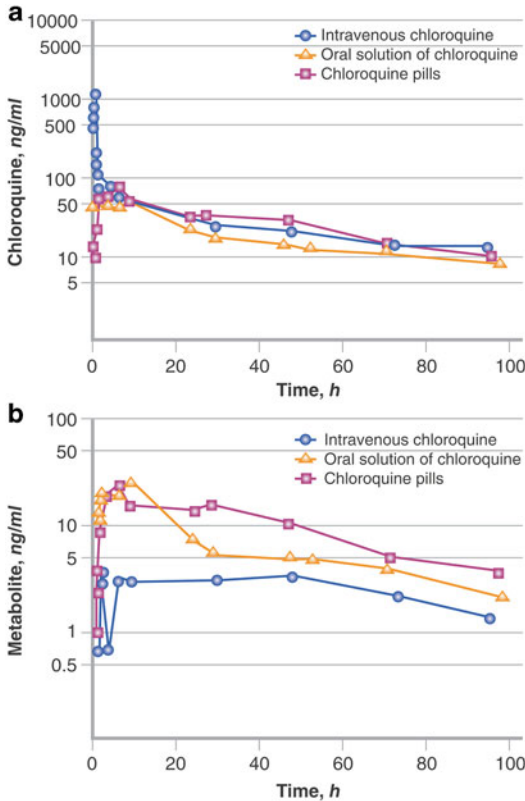 a
10000
5000
1000
500
100
50
10
5
Chloroquine, ng/ml
Intravenous chloroquine
Oral solution of chloroquine
Chloroquine pills
0 20 40 60 80 100
Time, h
b
100
50
10
5
1
0.5
Metabolite, ng/ml
Intravenous chloroquine
Oral solution of chloroquine
Chloroquine pills
0 20 40 60 80 100
Time, h